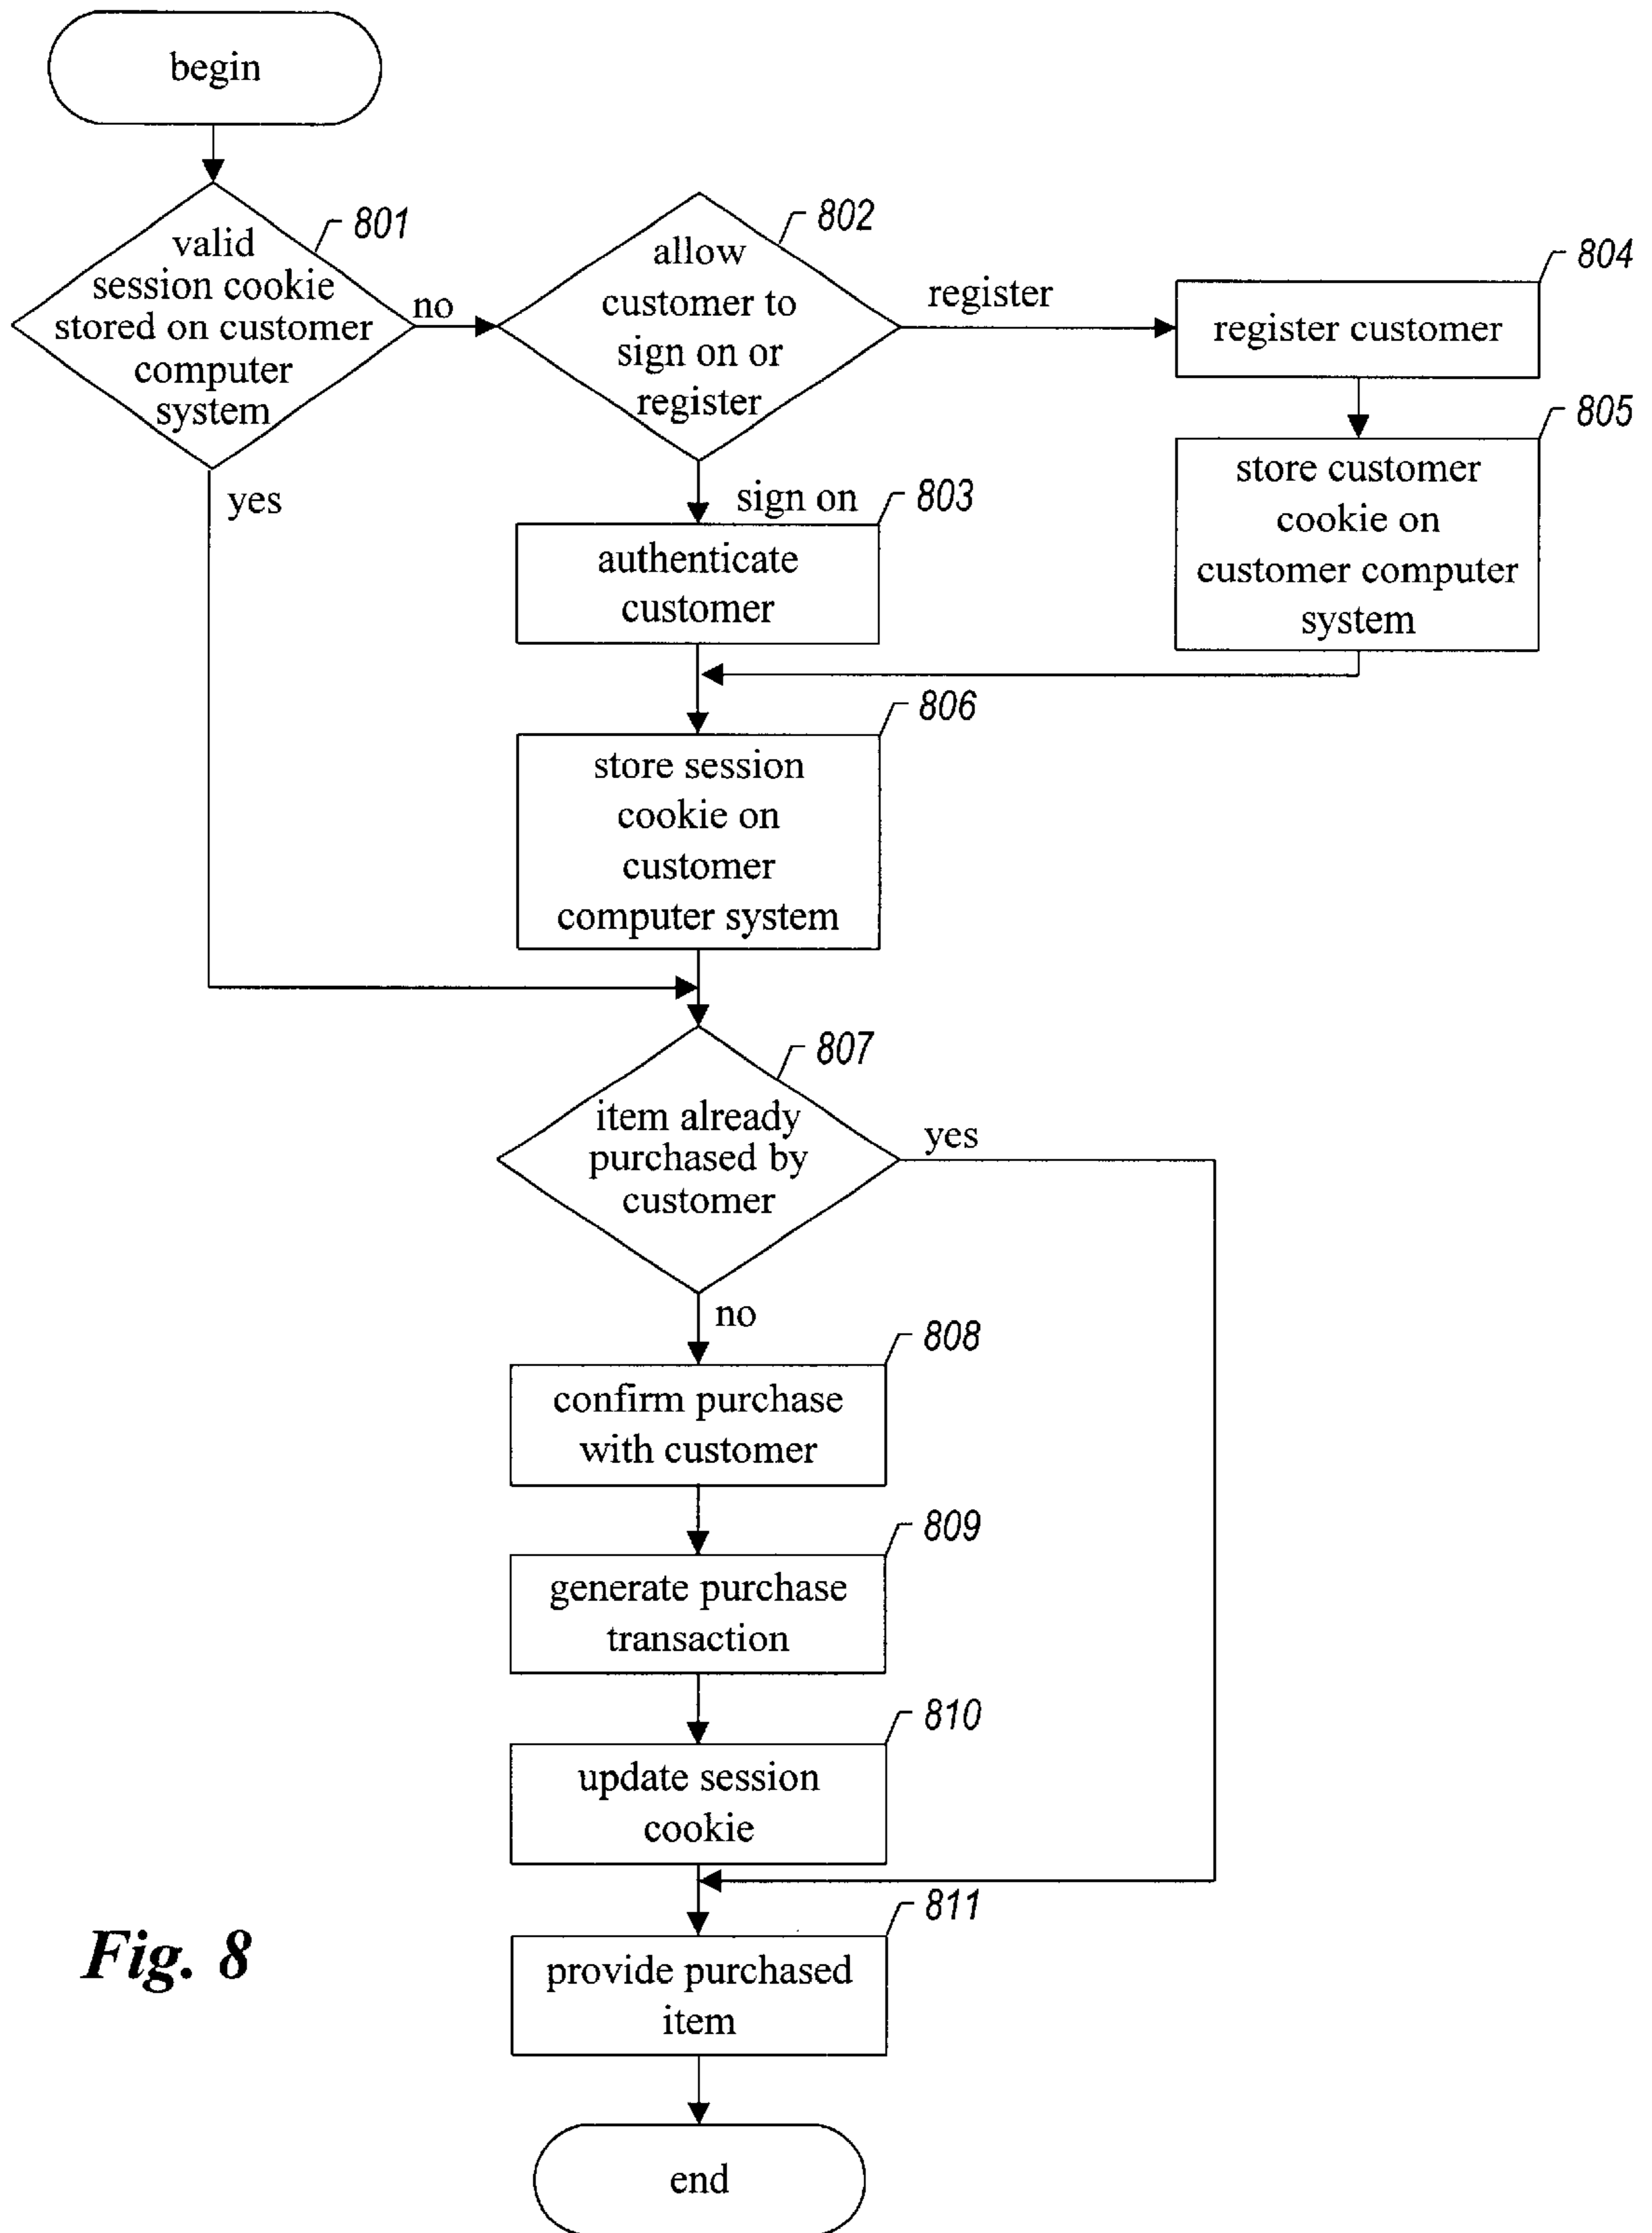 begin
801
valid
session cookie
stored on customer
computer
system
no
yes
802
allow
customer to
sign on or
register
register
804
register customer
805
store customer
cookie on
customer computer
system
sign on
803
authenticate
customer
806
store session
cookie on
customer
computer system
807
item already
purchased by
customer
yes
no
808
confirm purchase
with customer
809
generate purchase
transaction
810
update session
cookie
811
provide purchased
item
end
Fig. 8